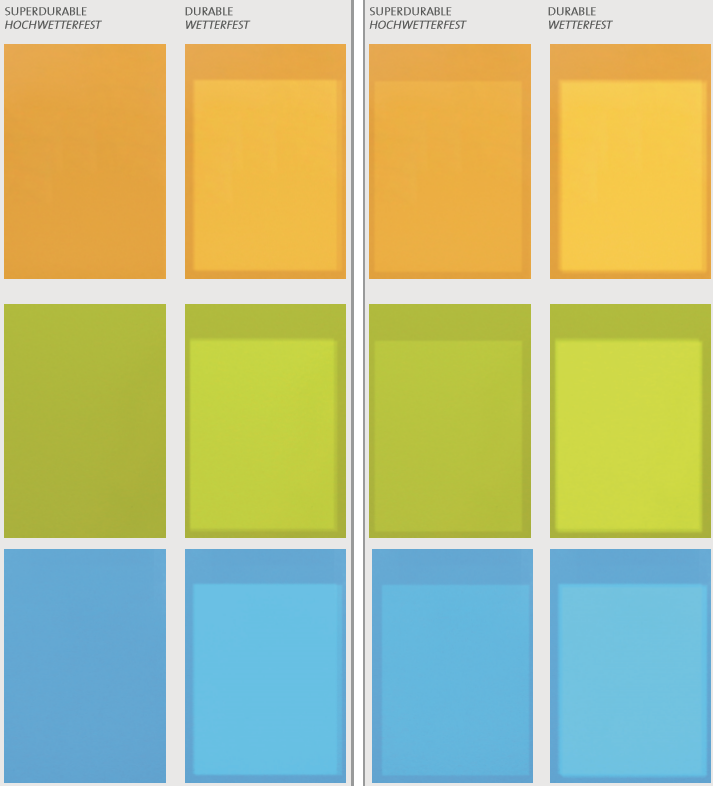 SUPERDURABLE
HOCHWETTERFEST
DURABLE
WETTERFEST
SUPERDURABLE
HOCHWETTERFEST
DURABLE
WETTERFEST